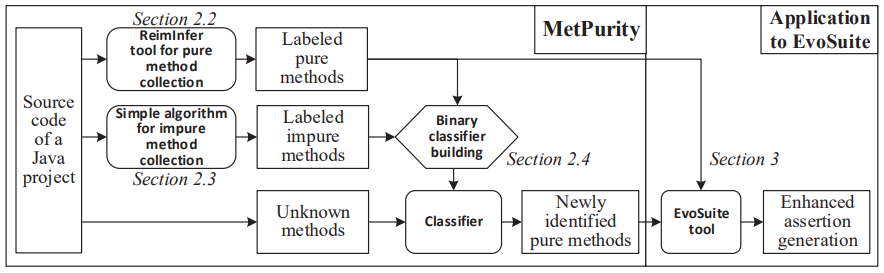 Section 2.2
MetPurity
Application
to EvoSuite
Source
code
of a
Java
project
ReimInfer
tool for pure
method
collection
Labeled
pure
methods
Simple algorithm
for impure
method
collection
Section 2.3
Labeled
impure
methods
Binary
classifier
building
Section 2.4
Section 3
Unknown
methods
Classifier
Newly
identified
pure methods
EvoSuite
tool
Enhanced
assertion
generation